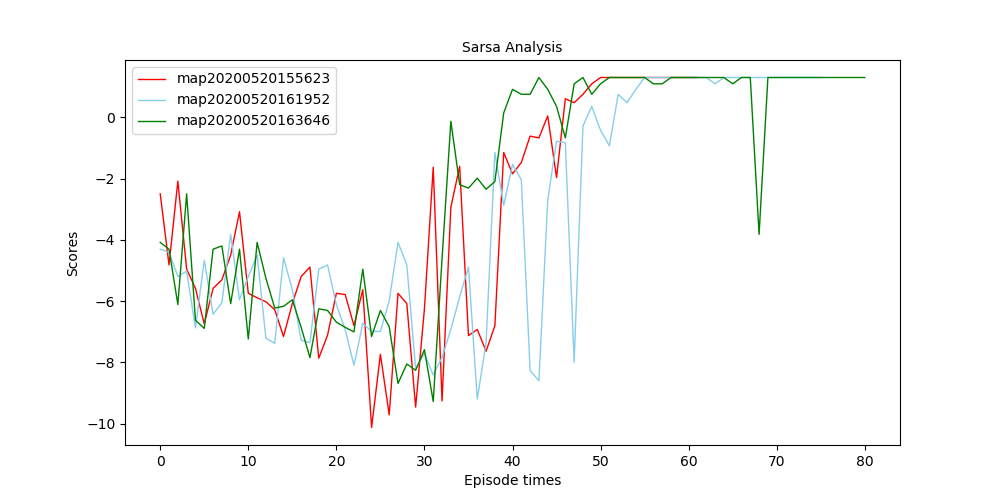 Sarsa Analysis
map20200520155623
map20200520161952
map20200520163646
Scores
0
−2
−4
−6
−8
−10
0 10 20 30 40 50 60 70 80
Episode times